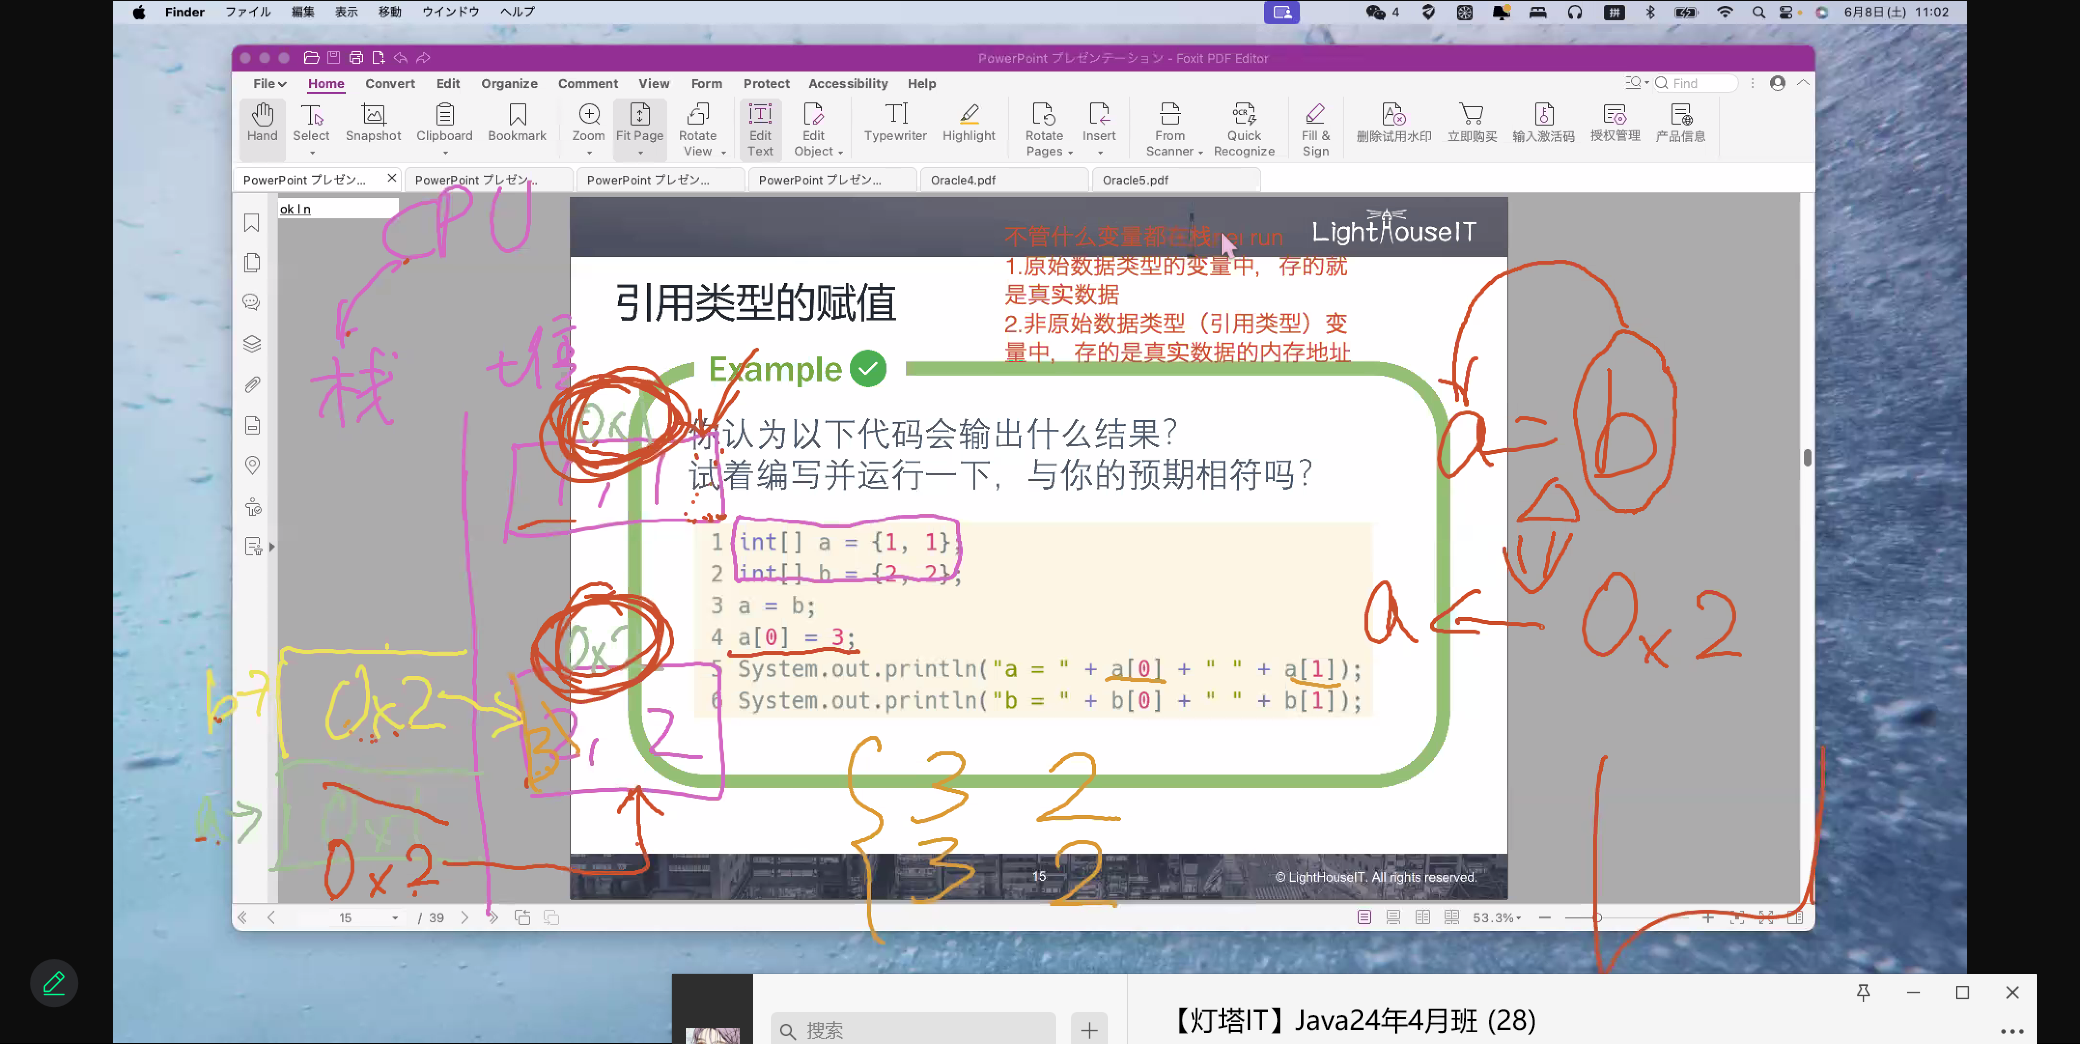 Finder ファイル 編集 表示 移動 ウインドウ ヘルプ 4 拼 6月8日(土) 11:02
PowerPoint プレゼンテーション - Foxit PDF Editor
File Home Convert Edit Organize Comment View Form Protect Accessibility Help Find
Hand Select Snapshot Clipboard Bookmark Zoom Fit Page Rotate View Edit Text Edit Object Typewriter Highlight Rotate Pages Insert From Scanner OCR Quick Recognize Fill & Sign 删除试用水印 立即购买 输入激活码 授权管理 产品信息
PowerPoint プレゼン... PowerPoint プレゼン... PowerPoint プレゼン... PowerPoint プレゼン... Oracle4.pdf Oracle5.pdf
ok l n
CPU
LightHouseIT
不管什么变量都在栈 run
1.原始数据类型的变量中，存的就
是真实数据
2.非原始数据类型（引用类型）变
量中，存的是真实数据的内存地址
引用类型的赋值
栈
Example
0x1
a = b
你认为以下代码会输出什么结果？
试着编写并运行一下，与你的预期相符吗？
1, 1
1 int[] a = {1, 1};
2 int[] b = {2, 2};
3 a = b;
4 a[0] = 3;
5 System.out.println("a = " + a[0] + " " + a[1]);
6 System.out.println("b = " + b[0] + " " + b[1]);
0x2
a ← 0x2
b 0x2
3 2, 2
a 0x1
0x2
3 2
3 2
15
© LightHouseIT. All rights reserved.
15 / 39 53.3%
搜索
【灯塔IT】Java24年4月班 (28)